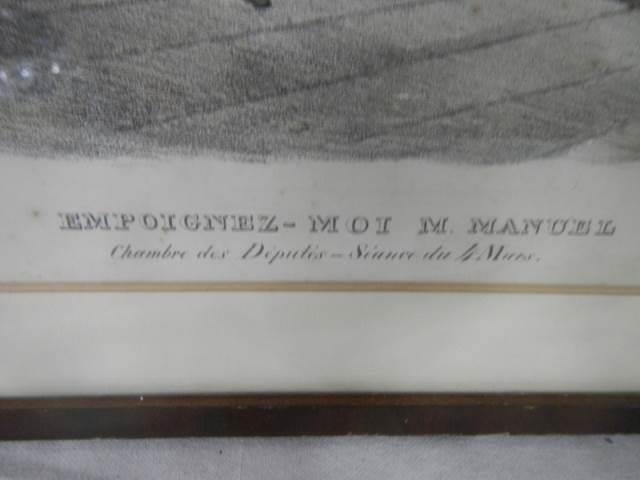 EMPOIGNEZ-MOI M. MANUEL
Chambre des Députés - Séance du 4 Mars.